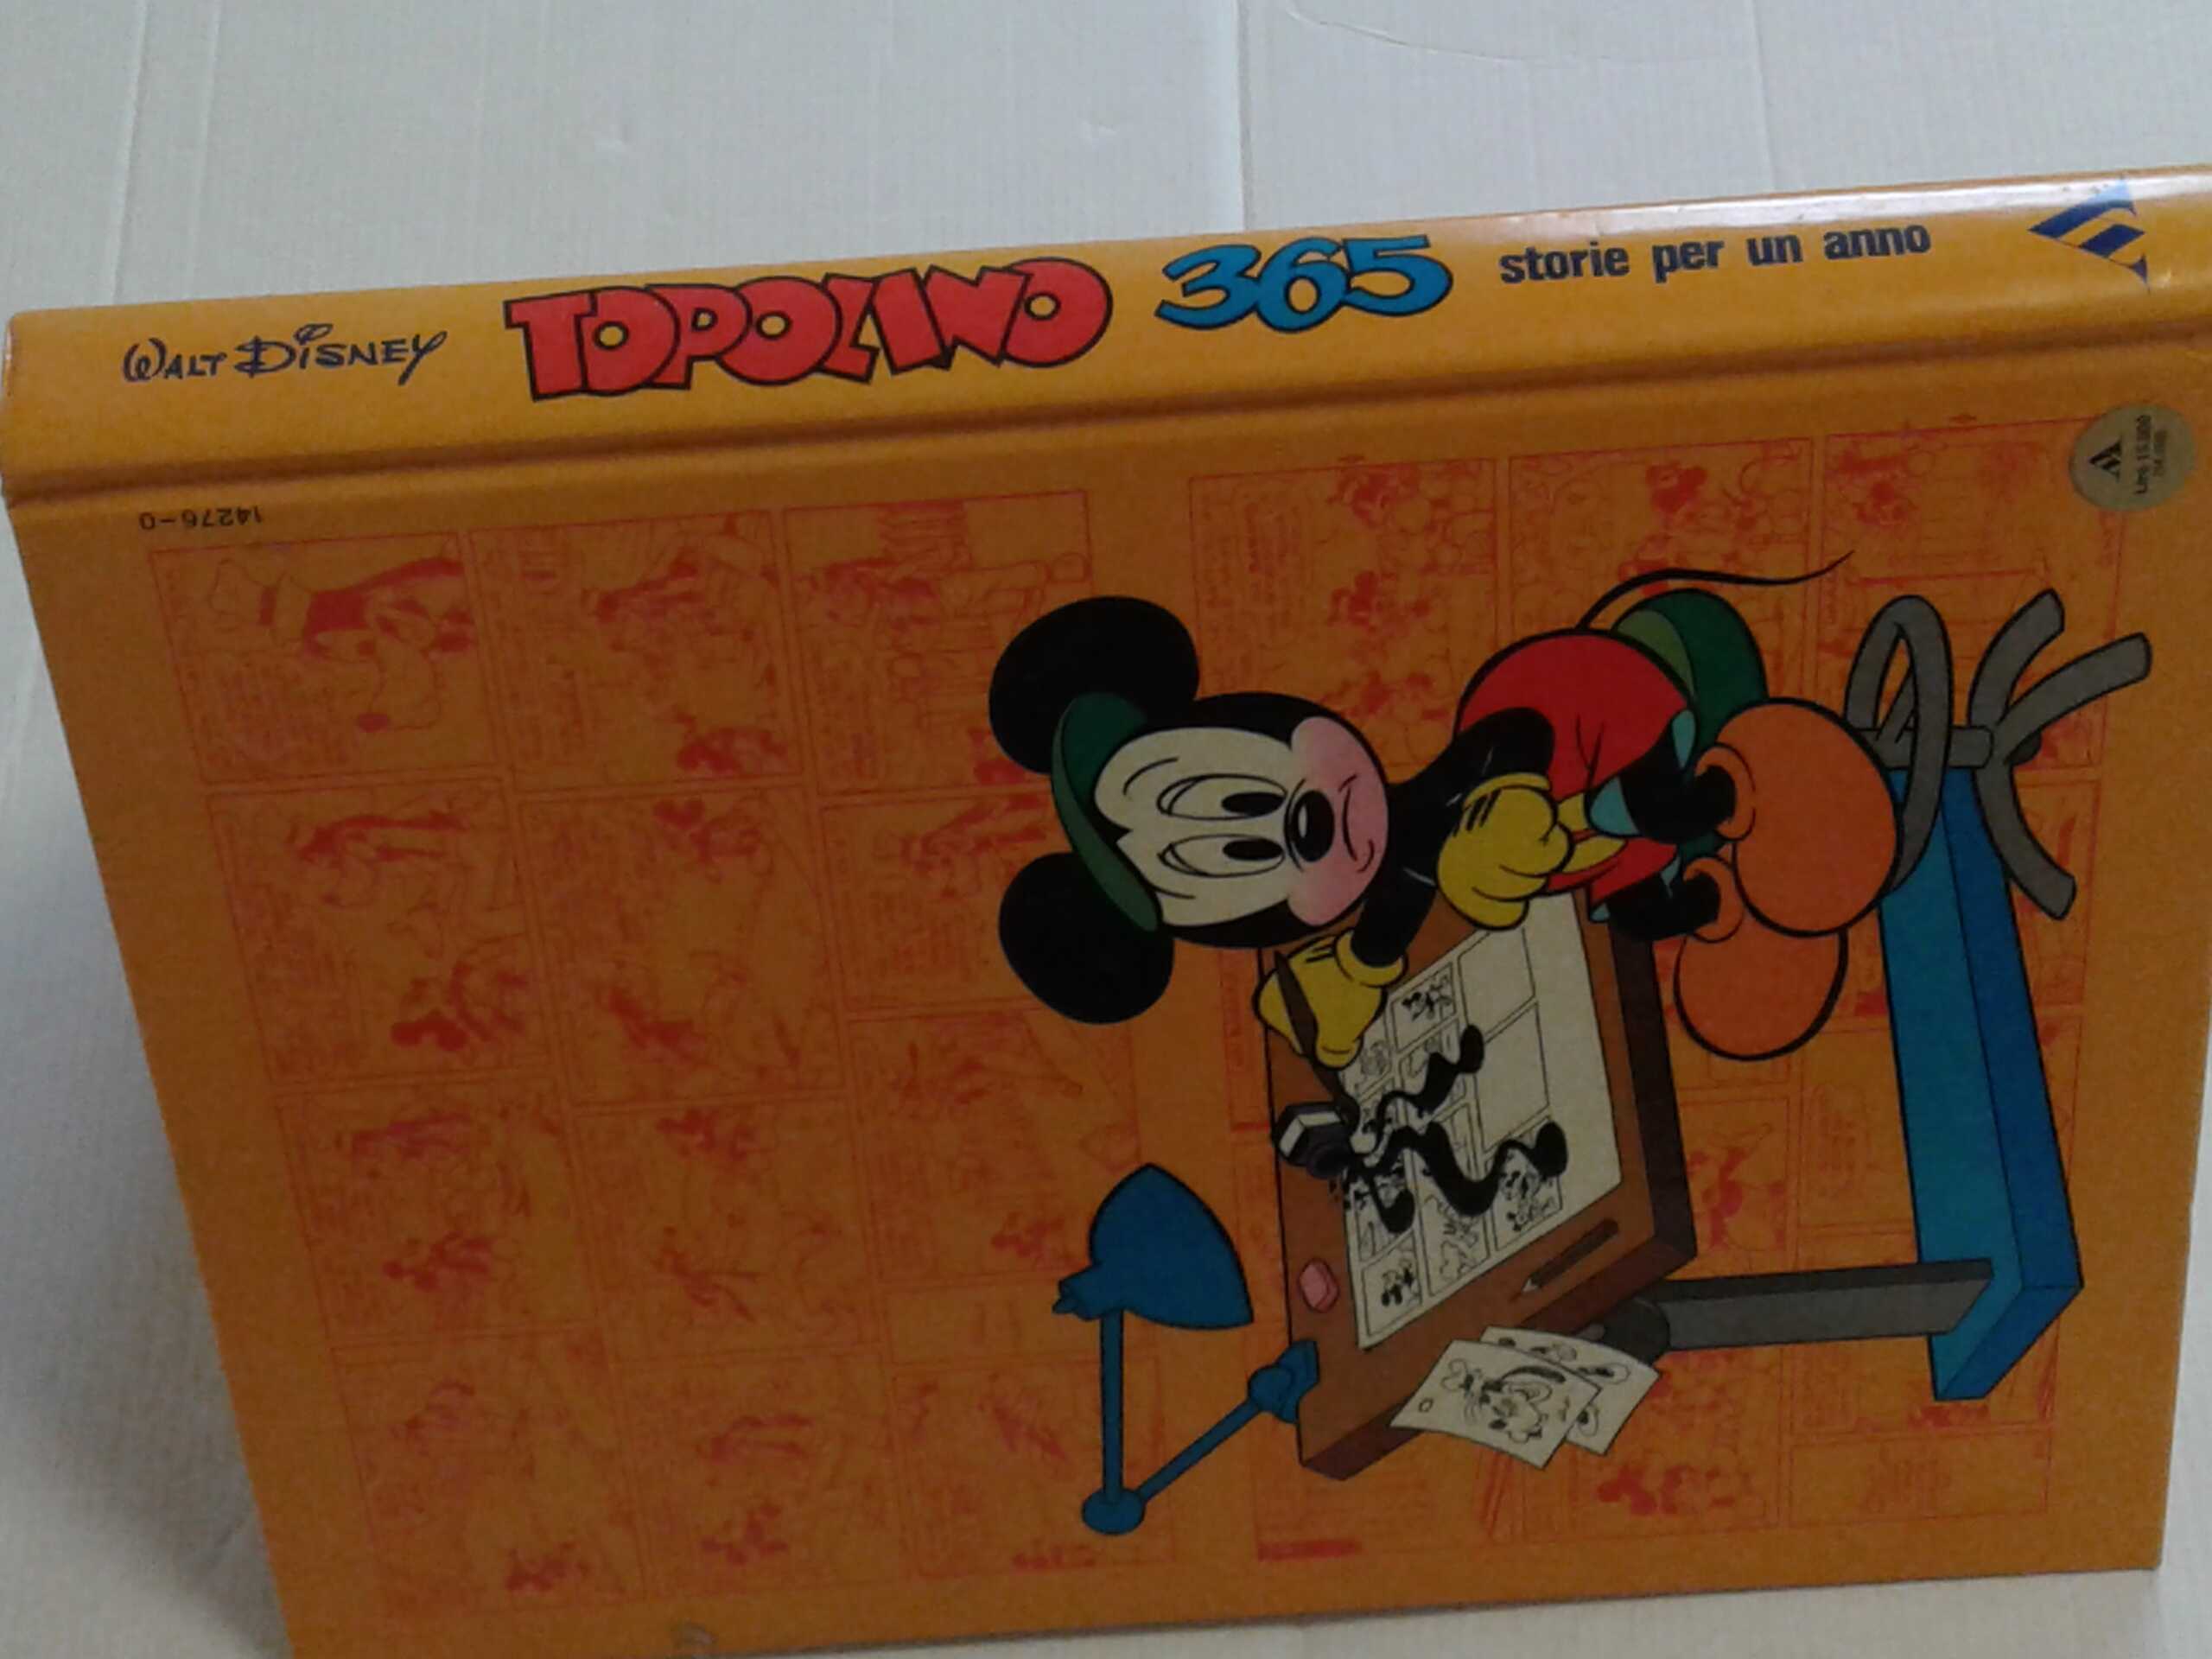 WALT DISNEY TOPOLINO 365 storie per un anno
14276-0